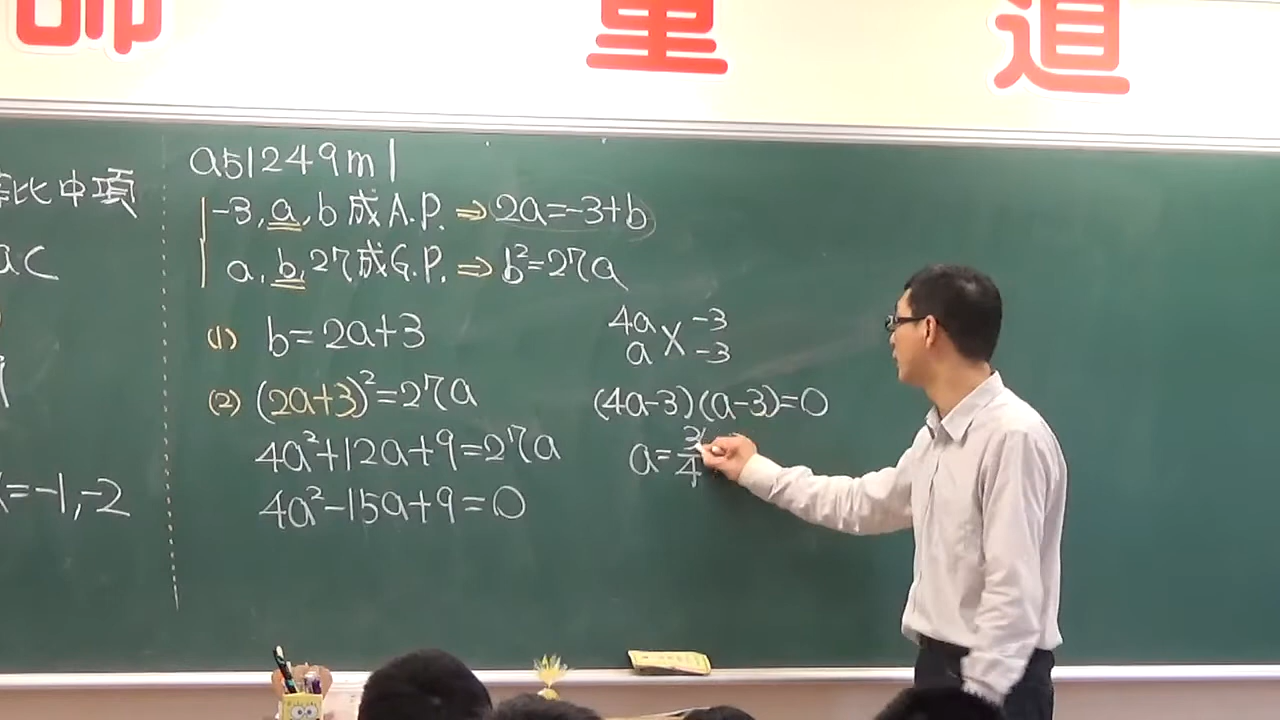 師 重 道
比中項
ac
=-1,-2
a51249m1
-3, a, b 成 A.P. ⇒ 2a=-3+b
a, b, 27 成 G.P. ⇒ b²=27a
(1) b=2a+3
(2) (2a+3)²=27a
4a²+12a+9=27a
4a²-15a+9=0
4a -3
a × -3
(4a-3)(a-3)=0
a=3/4